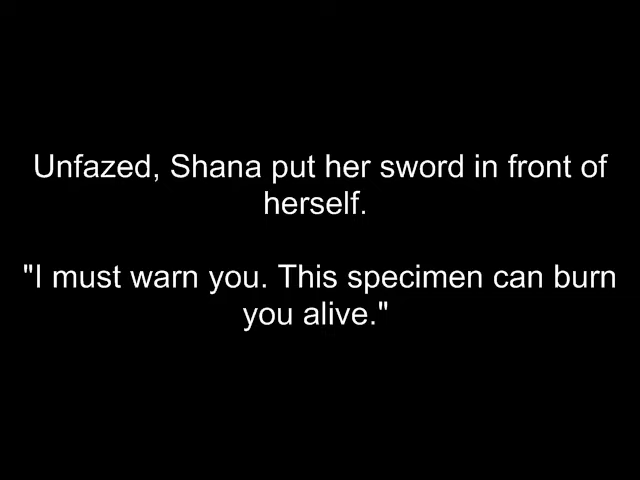 Unfazed, Shana put her sword in front of
herself.
"I must warn you. This specimen can burn
you alive."